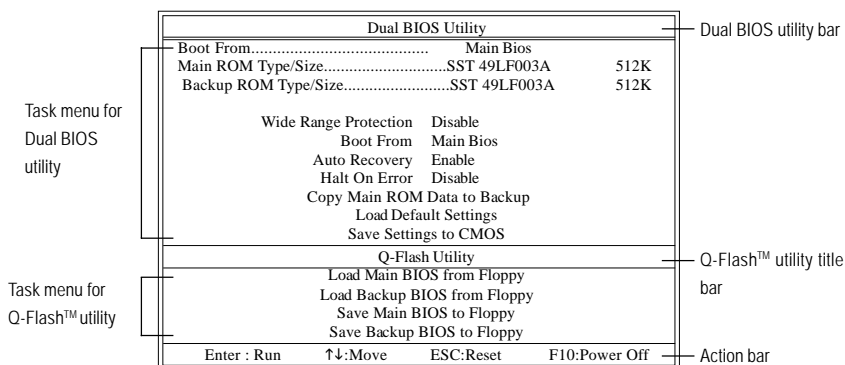 Dual BIOS Utility
Dual BIOS utility bar
Boot From....................................... Main Bios
Main ROM Type/Size...........................SST 49LF003A 512K
Backup ROM Type/Size.......................SST 49LF003A 512K
Task menu for
Dual BIOS
utility
Wide Range Protection Disable
Boot From Main Bios
Auto Recovery Enable
Halt On Error Disable
Copy Main ROM Data to Backup
Load Default Settings
Save Settings to CMOS
Q-Flash Utility
Q-Flash™ utility title
bar
Task menu for
Q-Flash™ utility
Load Main BIOS from Floppy
Load Backup BIOS from Floppy
Save Main BIOS to Floppy
Save Backup BIOS to Floppy
Enter : Run ↑↓:Move ESC:Reset F10:Power Off
Action bar